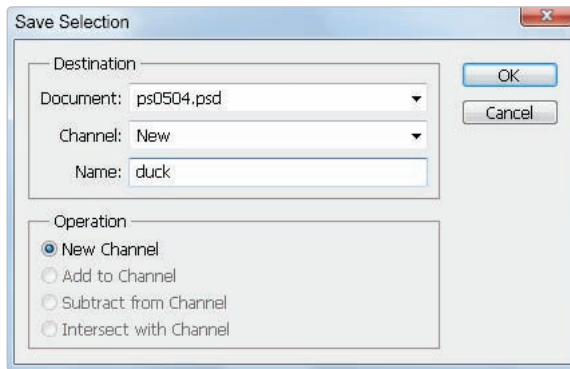 Save Selection
Destination
Document: ps0504.psd
Channel: New
Name: duck
OK
Cancel
Operation
New Channel
Add to Channel
Subtract from Channel
Intersect with Channel